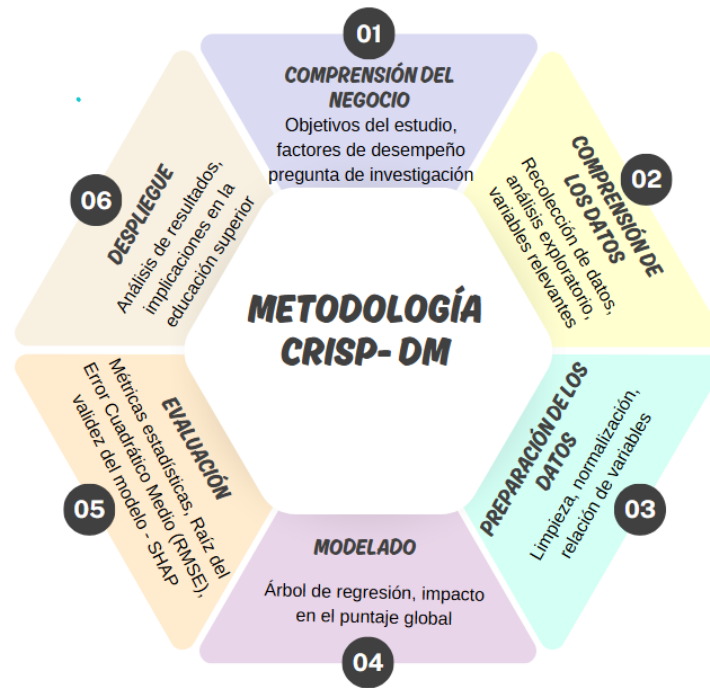 01
COMPRENSIÓN DEL
NEGOCIO
Objetivos del estudio,
factores de desempeño
pregunta de investigación
02
COMPRENSIÓN DE
LOS DATOS
Recolección de datos,
análisis exploratorio,
variables relevantes
METODOLOGÍA
CRISP- DM
PREPARACIÓN DE LOS
DATOS
Limpieza, normalización,
relación de variables
03
MODELADO
Árbol de regresión, impacto
en el puntaje global
04
EVALUACIÓN
Métricas estadísticas, Raíz del
Error Cuadrático Medio (RMSE),
validez del modelo - SHAP
05
06
DESPLIEGUE
Análisis de resultados,
implicaciones en la
educación superior